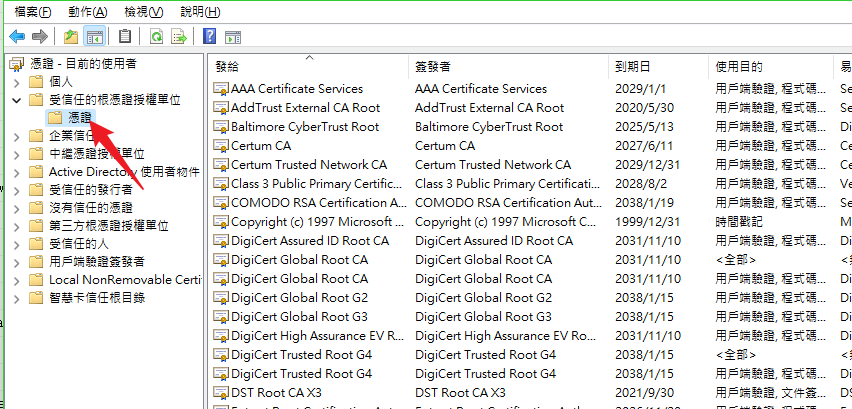 檔案(F) 動作(A) 檢視(V) 說明(H)
憑證 - 目前的使用者
個人
受信任的根憑證授權單位
憑證
企業信任
中繼憑證授權單位
Active Directory 使用者物件
受信任的發行者
沒有信任的憑證
第三方根憑證授權單位
受信任的人
用戶端驗證簽發者
Local NonRemovable Certi
智慧卡信任根目錄
發給 簽發者 到期日 使用目的 易
AAA Certificate Services AAA Certificate Services 2029/1/1 用戶端驗證, 程式碼... Se
AddTrust External CA Root AddTrust External CA Root 2020/5/30 用戶端驗證, 程式碼... Se
Baltimore CyberTrust Root Baltimore CyberTrust Root 2025/5/13 用戶端驗證, 程式碼... Di
Certum CA Certum CA 2027/6/11 用戶端驗證, 程式碼... Ce
Certum Trusted Network CA Certum Trusted Network CA 2029/12/31 用戶端驗證, 程式碼... Ce
Class 3 Public Primary Certific... Class 3 Public Primary Certificatio... 2028/8/2 用戶端驗證, 程式碼... Ve
COMODO RSA Certification A... COMODO RSA Certification Aut... 2038/1/19 用戶端驗證, 程式碼... Se
Copyright (c) 1997 Microsoft ... Copyright (c) 1997 Microsoft C... 1999/12/31 時間戳記 M
DigiCert Assured ID Root CA DigiCert Assured ID Root CA 2031/11/10 用戶端驗證, 程式碼... Di
DigiCert Global Root CA DigiCert Global Root CA 2031/11/10 <全部>
DigiCert Global Root CA DigiCert Global Root CA 2031/11/10 用戶端驗證, 程式碼... Di
DigiCert Global Root G2 DigiCert Global Root G2 2038/1/15 用戶端驗證, 程式碼... Di
DigiCert Global Root G3 DigiCert Global Root G3 2038/1/15 用戶端驗證, 程式碼... Di
DigiCert High Assurance EV R... DigiCert High Assurance EV Ro... 2031/11/10 用戶端驗證, 程式碼... Di
DigiCert Trusted Root G4 DigiCert Trusted Root G4 2038/1/15 <全部>
DigiCert Trusted Root G4 DigiCert Trusted Root G4 2038/1/15 用戶端驗證, 程式碼... Di
DST Root CA X3 DST Root CA X3 2021/9/30 用戶端驗證, 文件簽... DS